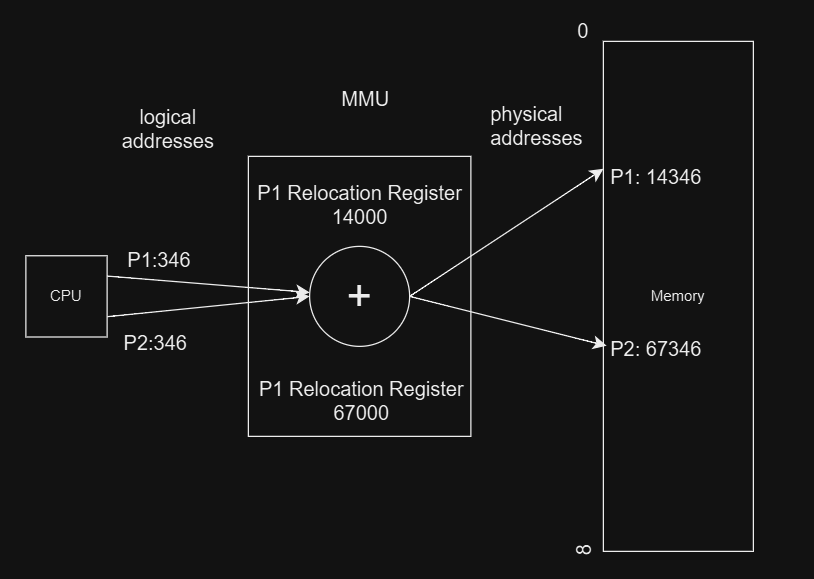 0
MMU
logical
addresses
physical
addresses
P1 Relocation Register
14000
P1: 14346
P1:346
CPU
+
Memory
P2:346
P2: 67346
P1 Relocation Register
67000
∞